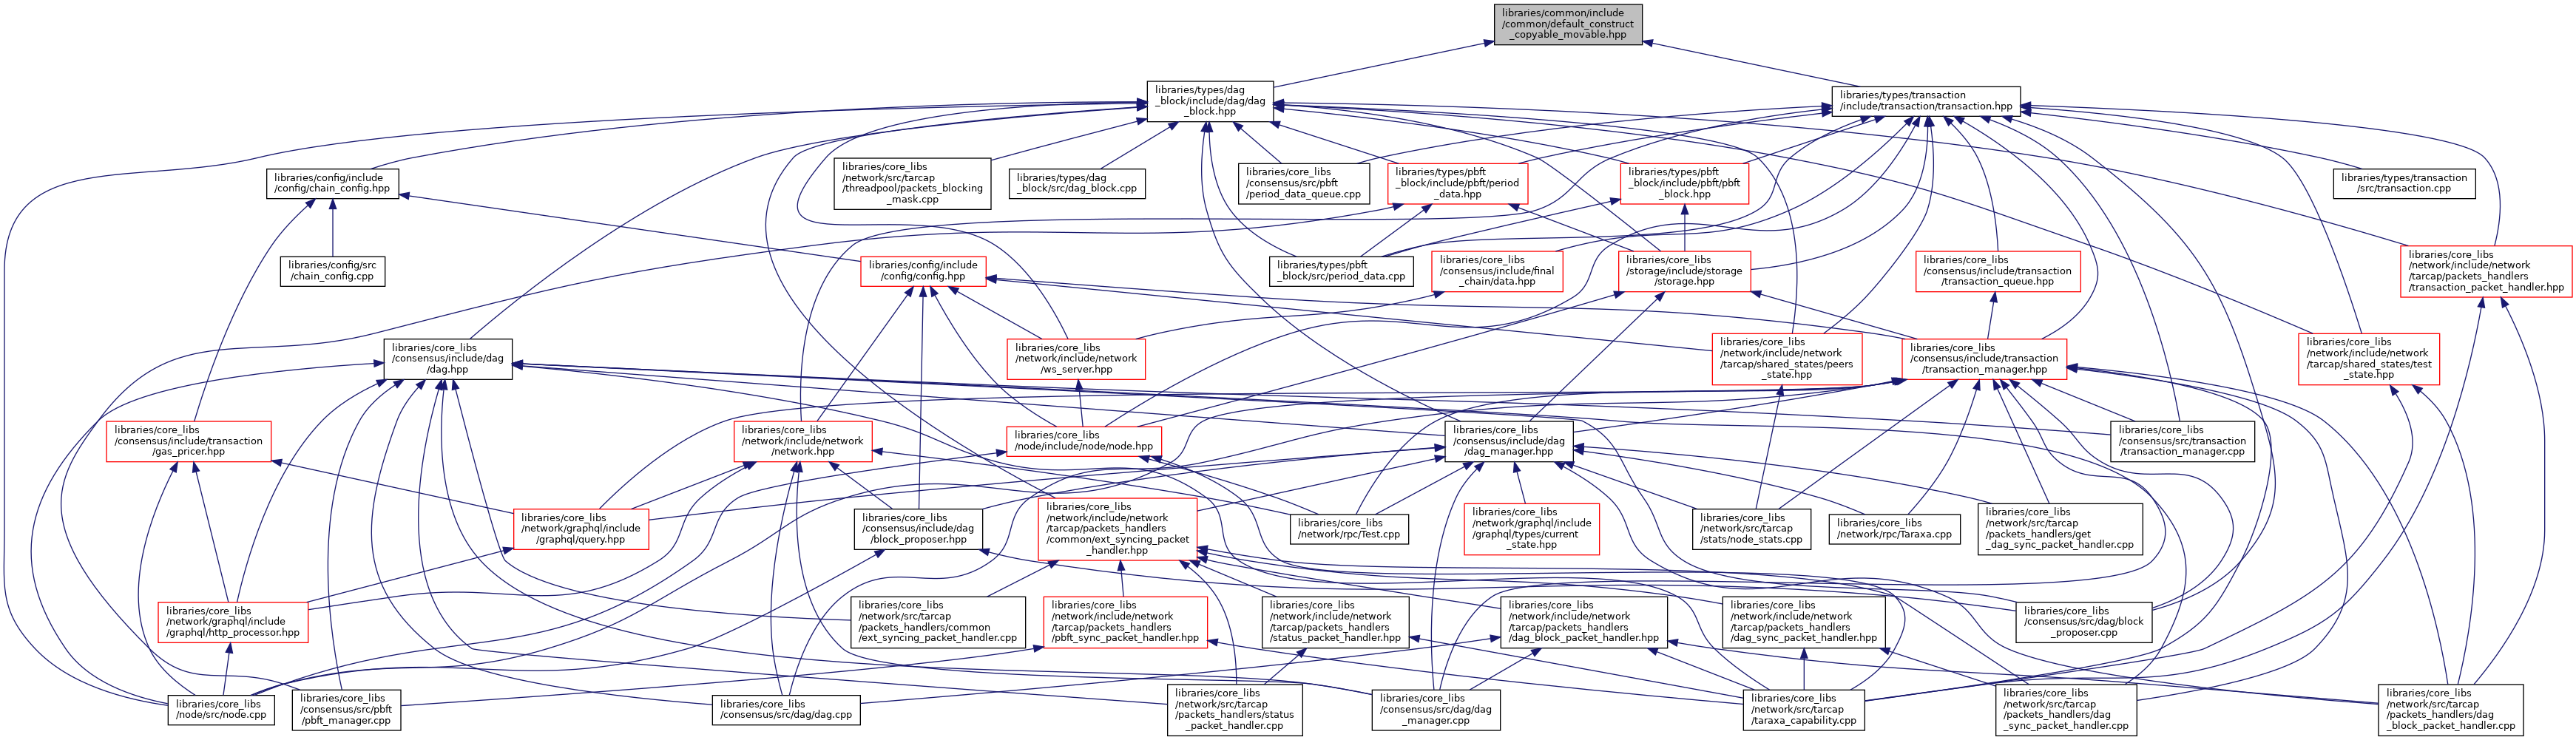 libraries/common/include
/common/default_construct
_copyable_movable.hpp
libraries/types/dag
_block/include/dag/dag
_block.hpp
libraries/types/transaction
/include/transaction/transaction.hpp
libraries/config/include
/config/chain_config.hpp
libraries/core_libs
/network/src/tarcap
/threadpool/packets_blocking
_mask.cpp
libraries/types/dag
_block/src/dag_block.cpp
libraries/core_libs
/consensus/src/pbft
/period_data_queue.cpp
libraries/types/pbft
_block/include/pbft/period
_data.hpp
libraries/types/pbft
_block/include/pbft/pbft
_block.hpp
libraries/types/transaction
/src/transaction.cpp
libraries/config/src
/chain_config.cpp
libraries/config/include
/config/config.hpp
libraries/types/pbft
_block/src/period_data.cpp
libraries/core_libs
/consensus/include/final
_chain/data.hpp
libraries/core_libs
/storage/include/storage
/storage.hpp
libraries/core_libs
/consensus/include/transaction
/transaction_queue.hpp
libraries/core_libs
/network/include/network
/tarcap/packets_handlers
/transaction_packet_handler.hpp
libraries/core_libs
/consensus/include/dag
/dag.hpp
libraries/core_libs
/network/include/network
/ws_server.hpp
libraries/core_libs
/network/include/network
/tarcap/shared_states/peers
_state.hpp
libraries/core_libs
/consensus/include/transaction
/transaction_manager.hpp
libraries/core_libs
/network/include/network
/tarcap/shared_states/test
_state.hpp
libraries/core_libs
/consensus/include/transaction
/gas_pricer.hpp
libraries/core_libs
/network/include/network
/network.hpp
libraries/core_libs
/node/include/node/node.hpp
libraries/core_libs
/consensus/include/dag
/dag_manager.hpp
libraries/core_libs
/consensus/src/transaction
/transaction_manager.cpp
libraries/core_libs
/network/graphql/include
/graphql/query.hpp
libraries/core_libs
/consensus/include/dag
/block_proposer.hpp
libraries/core_libs
/network/include/network
/tarcap/packets_handlers
/common/ext_syncing_packet
_handler.hpp
libraries/core_libs
/network/rpc/Test.cpp
libraries/core_libs
/network/graphql/include
/graphql/types/current
_state.hpp
libraries/core_libs
/network/src/tarcap
/stats/node_stats.cpp
libraries/core_libs
/network/rpc/Taraxa.cpp
libraries/core_libs
/network/src/tarcap
/packets_handlers/get
_dag_sync_packet_handler.cpp
libraries/core_libs
/network/graphql/include
/graphql/http_processor.hpp
libraries/core_libs
/network/src/tarcap
/packets_handlers/common
/ext_syncing_packet_handler.cpp
libraries/core_libs
/network/include/network
/tarcap/packets_handlers
/pbft_sync_packet_handler.hpp
libraries/core_libs
/network/include/network
/tarcap/packets_handlers
/status_packet_handler.hpp
libraries/core_libs
/network/include/network
/tarcap/packets_handlers
/dag_block_packet_handler.hpp
libraries/core_libs
/network/include/network
/tarcap/packets_handlers
/dag_sync_packet_handler.hpp
libraries/core_libs
/consensus/src/dag/block
_proposer.cpp
libraries/core_libs
/node/src/node.cpp
libraries/core_libs
/consensus/src/pbft
/pbft_manager.cpp
libraries/core_libs
/consensus/src/dag/dag.cpp
libraries/core_libs
/network/src/tarcap
/packets_handlers/status
_packet_handler.cpp
libraries/core_libs
/consensus/src/dag/dag
_manager.cpp
libraries/core_libs
/network/src/tarcap
/taraxa_capability.cpp
libraries/core_libs
/network/src/tarcap
/packets_handlers/dag
_sync_packet_handler.cpp
libraries/core_libs
/network/src/tarcap
/packets_handlers/dag
_block_packet_handler.cpp